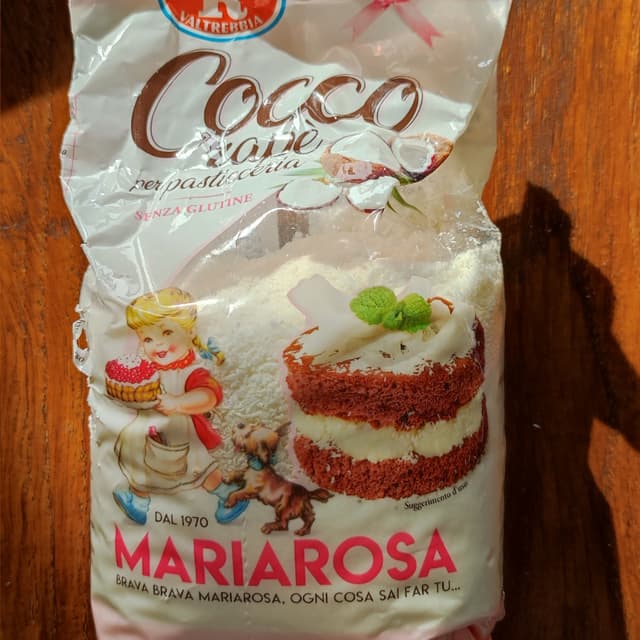 R
VALTREBBIA
COCCO
rapè
per pasticceria
SENZA GLUTINE
Suggerimento d'uso
DAL 1970
MARIAROSA
BRAVA BRAVA MARIAROSA, OGNI COSA SAI FAR TU...